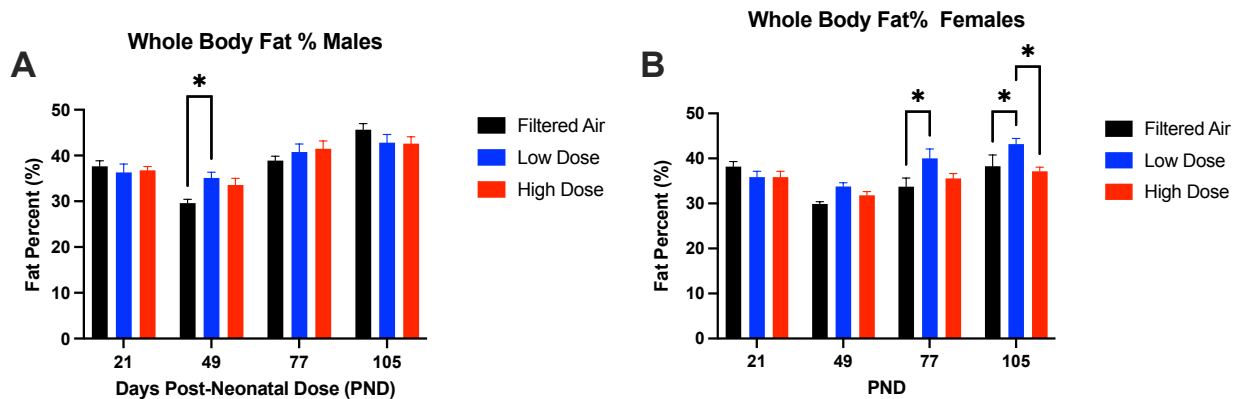 Whole Body Fat % Males
A
*
50
40
30
20
10
0
Fat Percent (%)
21 49 77 105
Days Post-Neonatal Dose (PND)
Filtered Air
Low Dose
High Dose
Whole Body Fat%  Females
B
*
*
*
50
40
30
20
10
0
Fat Percent (%)
21 49 77 105
PND
Filtered Air
Low Dose
High Dose